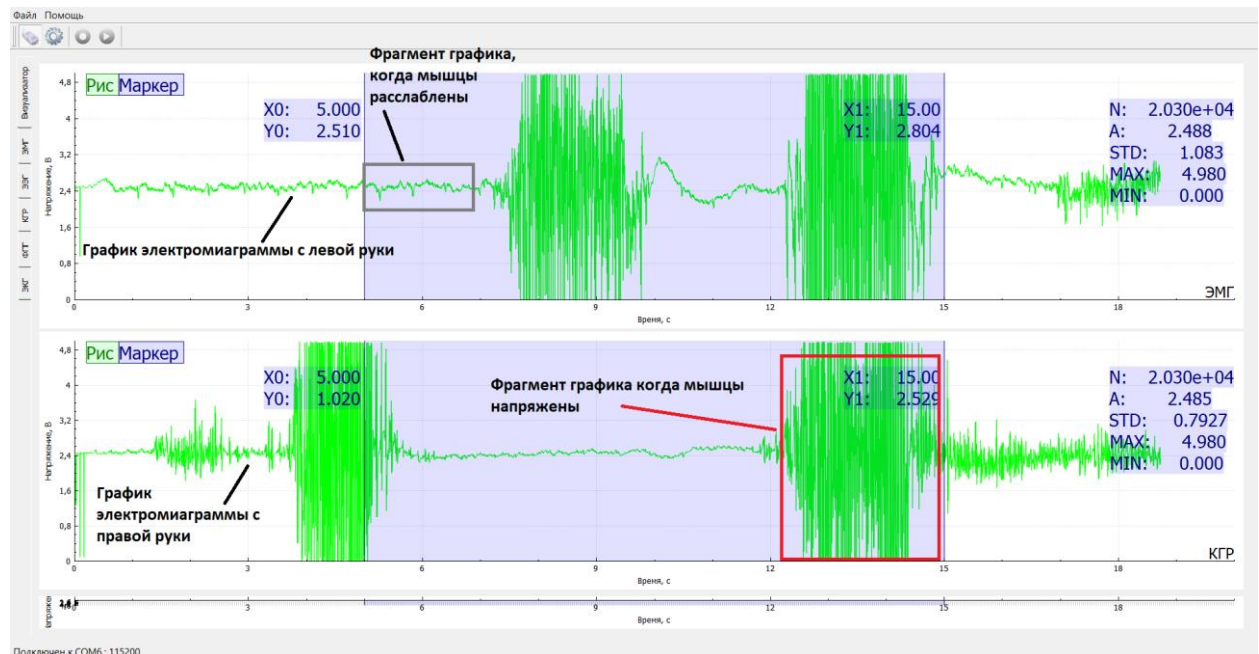 Файл Помощь
Фрагмент графика,
когда мышцы
расслаблены
Визуализатор
ЭМГ
ЭЭГ
КГР
ФПГ
ЭКГ
Напряжение, В
4,8
4
3,2
2,4
1,6
0,8
0
Рис Маркер
X0: 5.000
Y0: 2.510
X1: 15.00
Y1: 2.804
N: 2.030e+04
A: 2.488
STD: 1.083
MAX: 4.980
MIN: 0.000
График электромиаграммы с левой руки
ЭМГ
0 3 6 9 12 15 18
Время, с
Напряжение, В
4,8
4
3,2
2,4
1,6
0,8
0
Рис Маркер
X0: 5.000
Y0: 1.020
Фрагмент графика когда мышцы
напряжены
X1: 15.00
Y1: 2.529
N: 2.030e+04
A: 2.485
STD: 0.7927
MAX: 4.980
MIN: 0.000
График
электромиаграммы с
правой руки
КГР
0 3 6 9 12 15 18
Время, с
3 6 9 12 15 18
Время, с
Подключен к COM6 : 115200